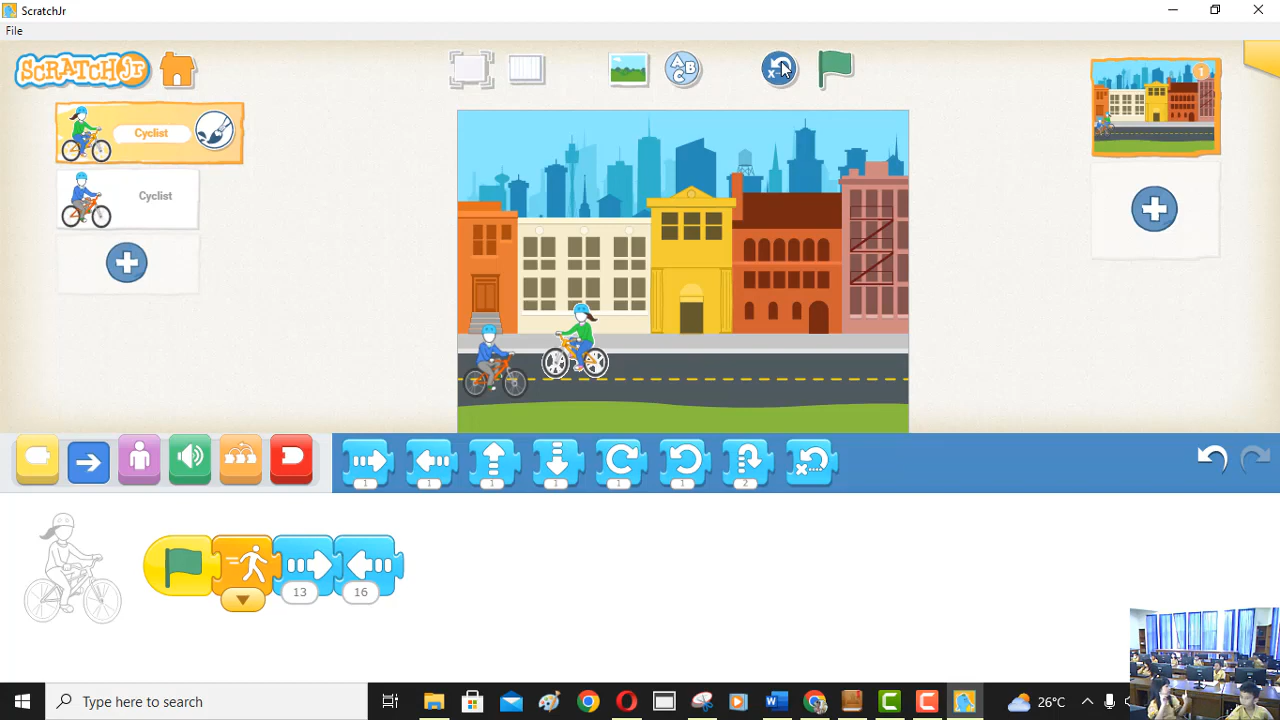 ScratchJr
File
SCRATCHJR
A B
C
x
1
Cyclist
Cyclist
1
1
1
1
1
1
2
x
13
16
Type here to search
26°C